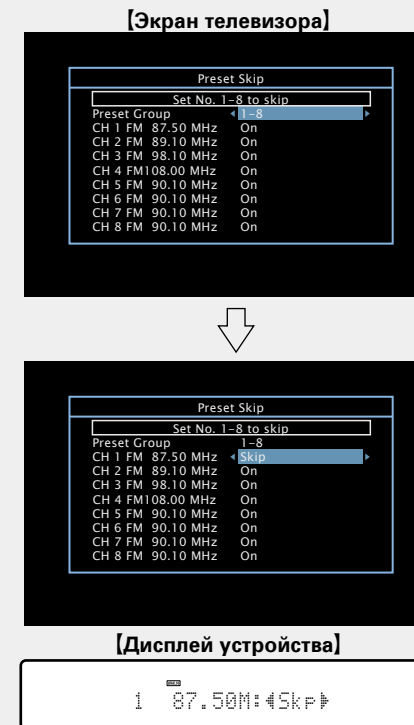 【Экран телевизора】
Preset Skip
Set No. 1-8 to skip
Preset Group 1-8
CH 1 FM 87.50 MHz On
CH 2 FM 89.10 MHz On
CH 3 FM 98.10 MHz On
CH 4 FM108.00 MHz On
CH 5 FM 90.10 MHz On
CH 6 FM 90.10 MHz On
CH 7 FM 90.10 MHz On
CH 8 FM 90.10 MHz On
Preset Skip
Set No. 1-8 to skip
Preset Group 1-8
CH 1 FM 87.50 MHz Skip
CH 2 FM 89.10 MHz On
CH 3 FM 98.10 MHz On
CH 4 FM108.00 MHz On
CH 5 FM 90.10 MHz On
CH 6 FM 90.10 MHz On
CH 7 FM 90.10 MHz On
CH 8 FM 90.10 MHz On
【Дисплей устройства】
1 87.50M:Skp